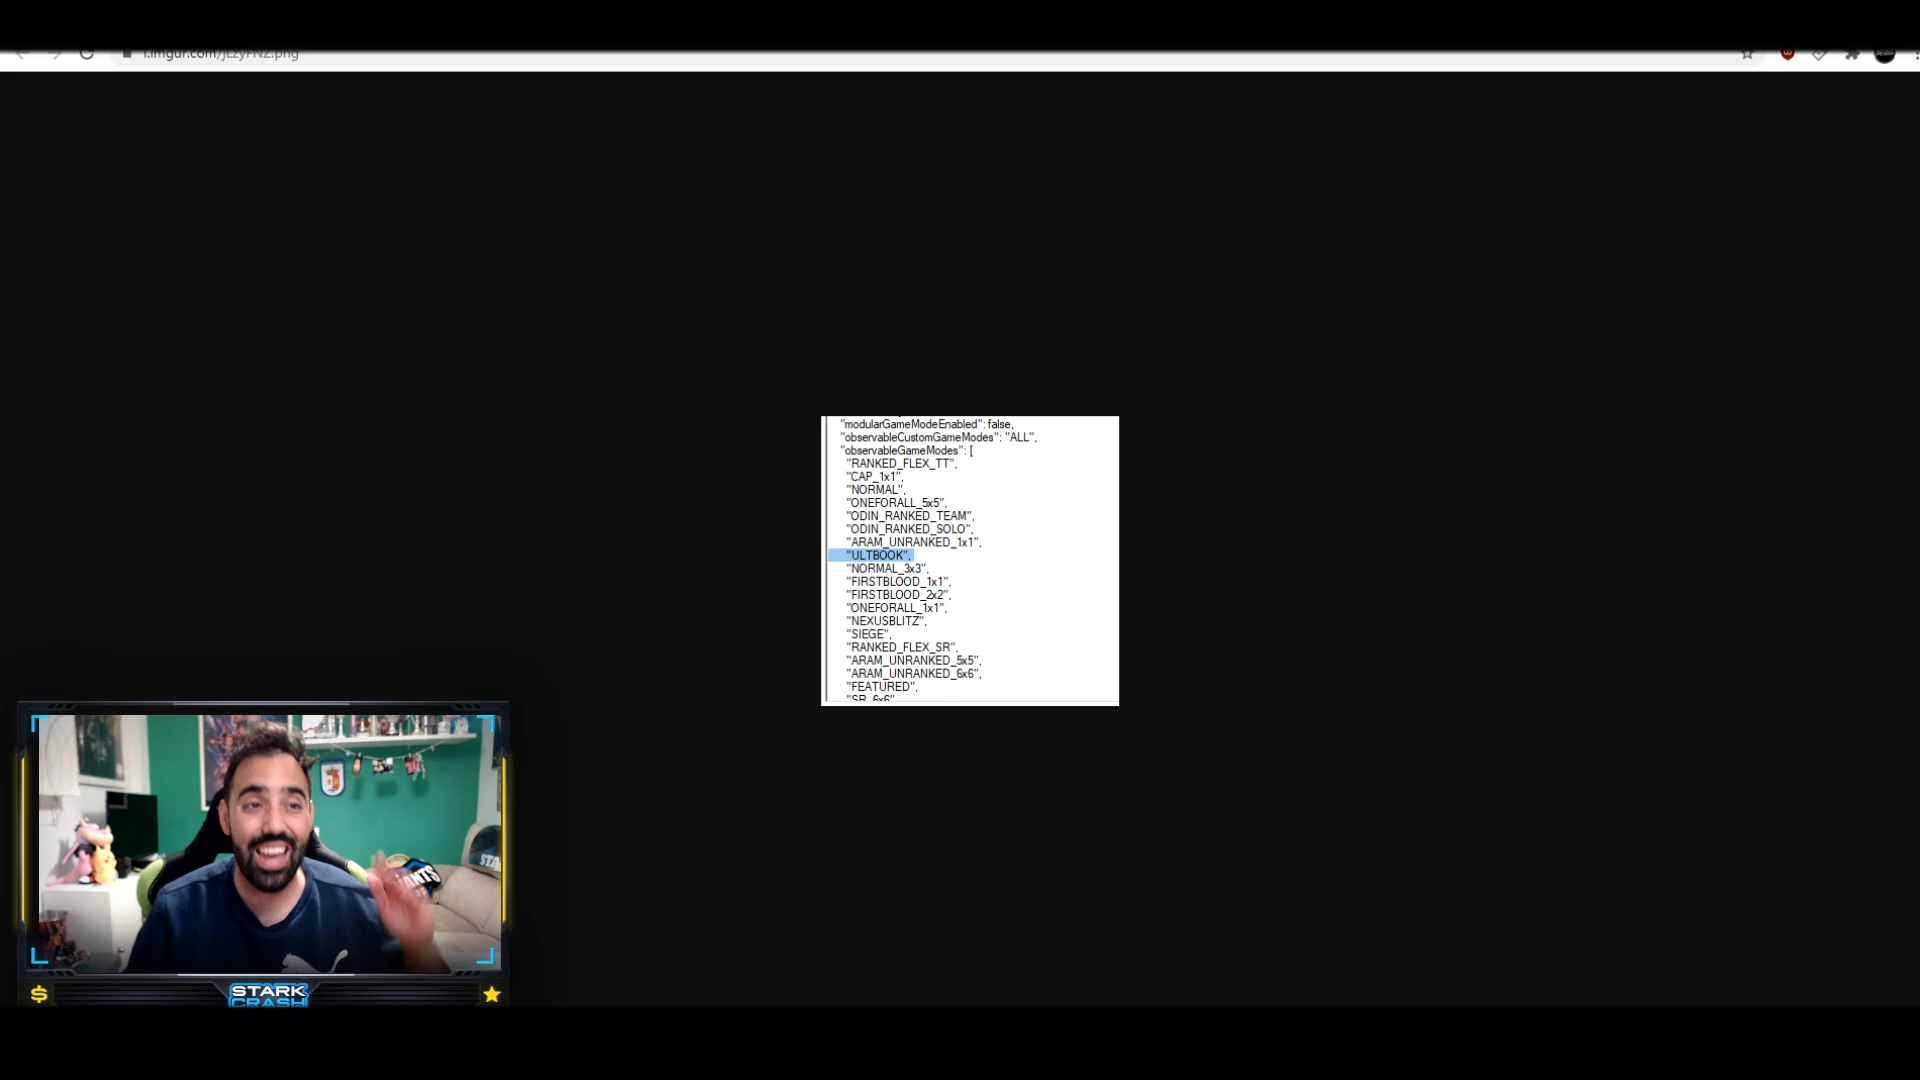 i.imgur.com/jLzyFNZ.png
"modularGameModeEnabled": false,
"observableCustomGameModes": "ALL",
"observableGameModes": [
"RANKED_FLEX_TT",
"CAP_1x1",
"NORMAL",
"ONEFORALL_5x5",
"ODIN_RANKED_TEAM",
"ODIN_RANKED_SOLO",
"ARAM_UNRANKED_1x1",
"ULTBOOK",
"NORMAL_3x3",
"FIRSTBLOOD_1x1",
"FIRSTBLOOD_2x2",
"ONEFORALL_1x1",
"NEXUSBLITZ",
"SIEGE",
"RANKED_FLEX_SR",
"ARAM_UNRANKED_5x5",
"ARAM_UNRANKED_6x6",
"FEATURED",
"SR_6x6"
STARK
CRASH